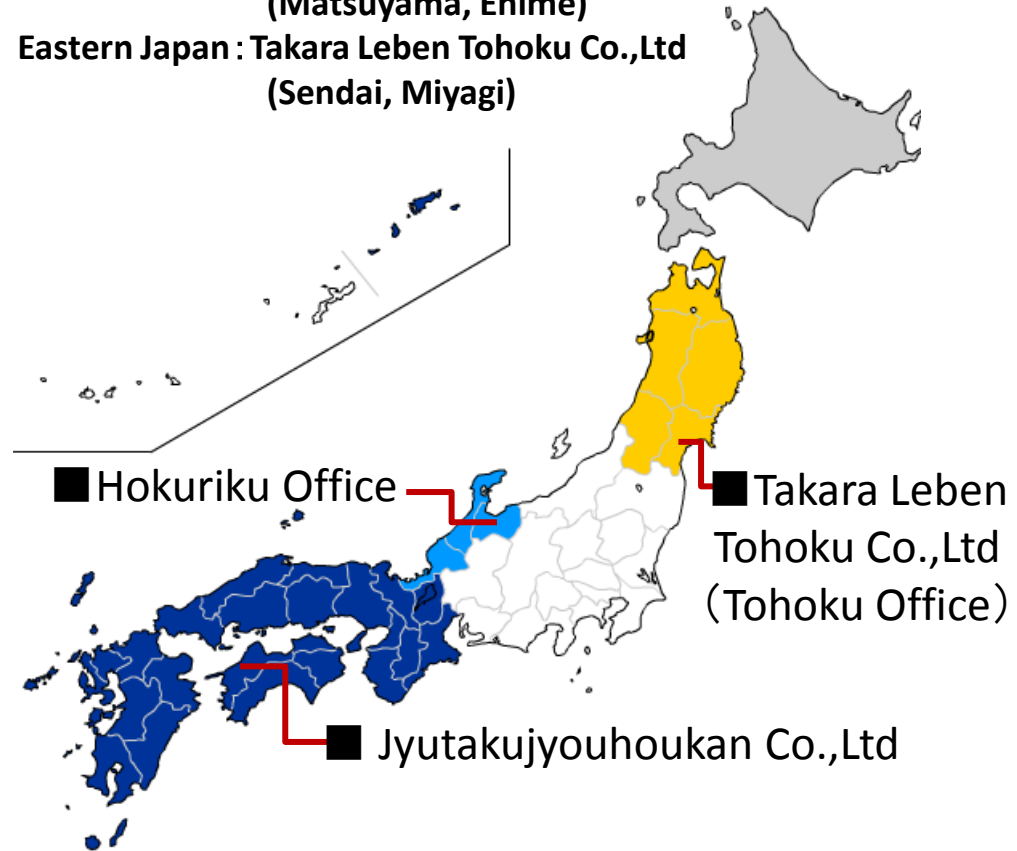 (Matsuyama, Ehime)
Eastern Japan：Takara Leben Tohoku Co.,Ltd
(Sendai, Miyagi)
■Hokuriku Office
■Takara Leben
Tohoku Co.,Ltd
（Tohoku Office）
■ Jyutakujyouhoukan Co.,Ltd